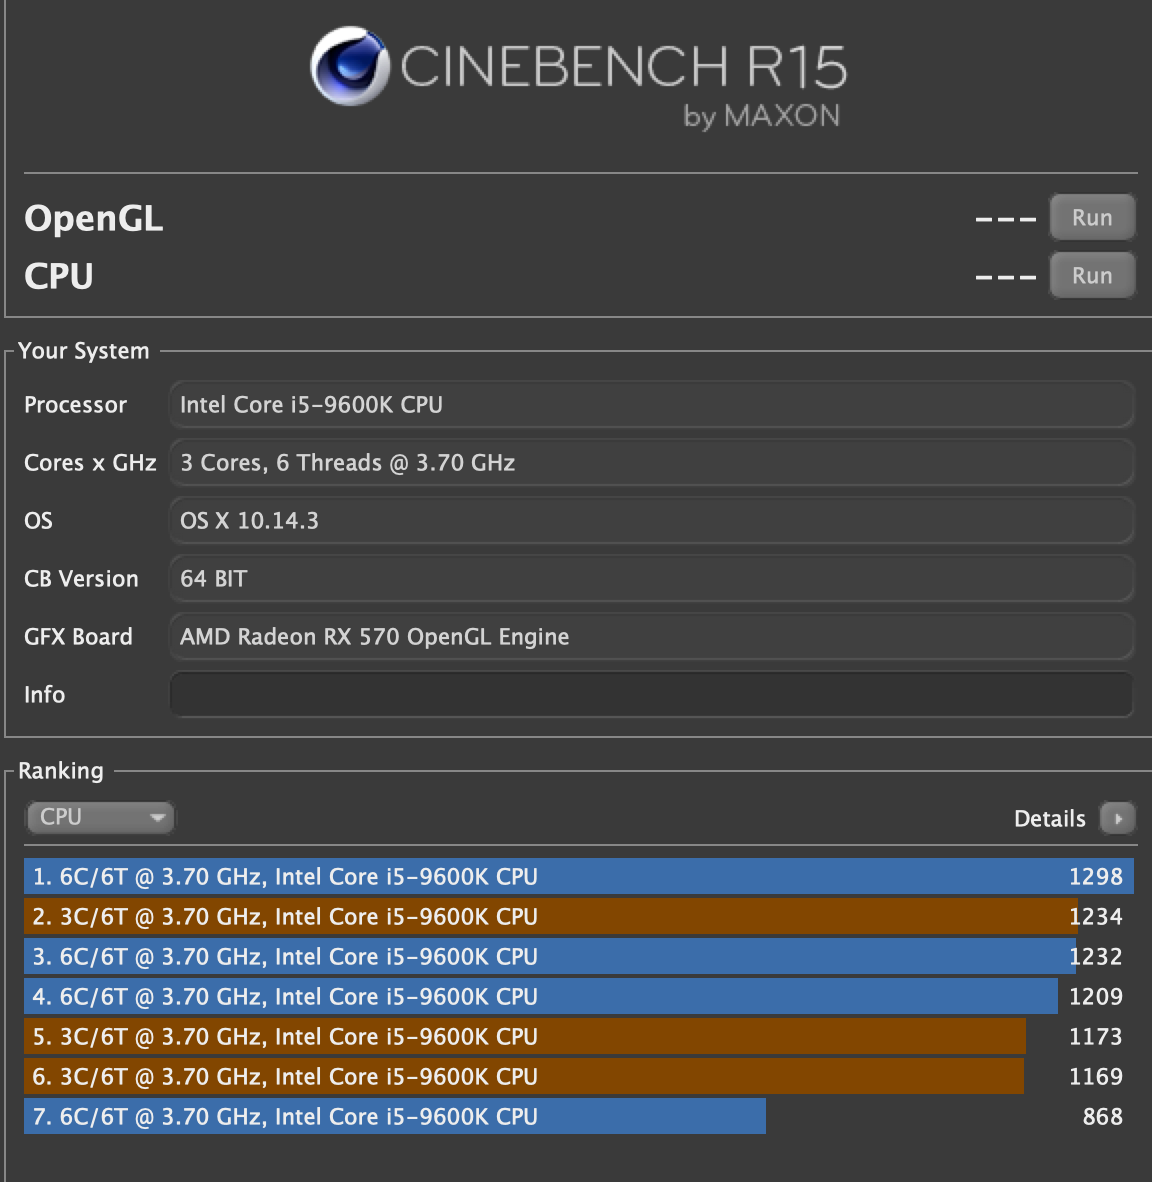 CINEBENCH R15
by MAXON
OpenGL --- Run
CPU --- Run
Your System
Processor Intel Core i5-9600K CPU
Cores x GHz 3 Cores, 6 Threads @ 3.70 GHz
OS OS X 10.14.3
CB Version 64 BIT
GFX Board AMD Radeon RX 570 OpenGL Engine
Info
Ranking
CPU Details
1. 6C/6T @ 3.70 GHz, Intel Core i5-9600K CPU 1298
2. 3C/6T @ 3.70 GHz, Intel Core i5-9600K CPU 1234
3. 6C/6T @ 3.70 GHz, Intel Core i5-9600K CPU 1232
4. 6C/6T @ 3.70 GHz, Intel Core i5-9600K CPU 1209
5. 3C/6T @ 3.70 GHz, Intel Core i5-9600K CPU 1173
6. 3C/6T @ 3.70 GHz, Intel Core i5-9600K CPU 1169
7. 6C/6T @ 3.70 GHz, Intel Core i5-9600K CPU 868